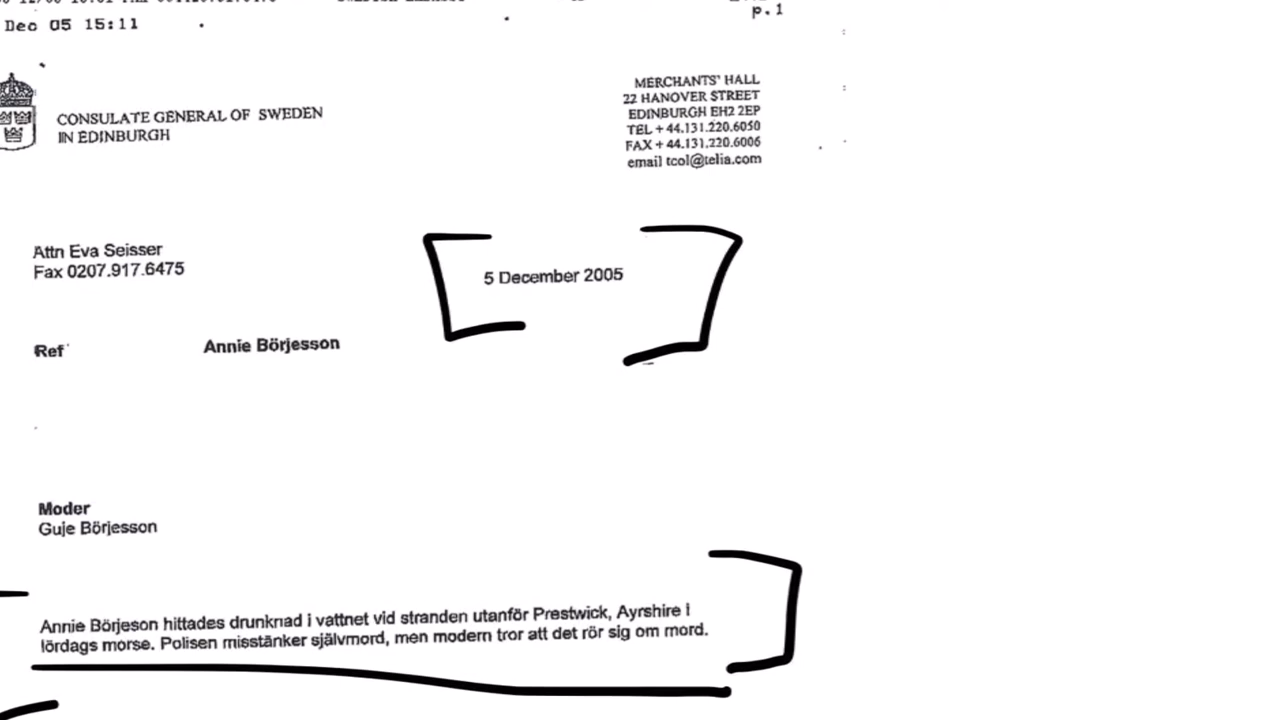 Dec 05 15:11
p.1
CONSULATE GENERAL OF SWEDEN
IN EDINBURGH
MERCHANTS' HALL
22 HANOVER STREET
EDINBURGH EH2 2EP
TEL + 44.131.220.6050
FAX + 44.131.220.6006
email tcol@telia.com
Attn Eva Seisser
Fax 0207.917.6475
5 December 2005
Ref Annie Börjesson
Moder
Guje Börjesson
Annie Börjeson hittades drunknad i vattnet vid stranden utanför Prestwick, Ayrshire i
lördags morse. Polisen misstänker självmord, men modern tror att det rör sig om mord.